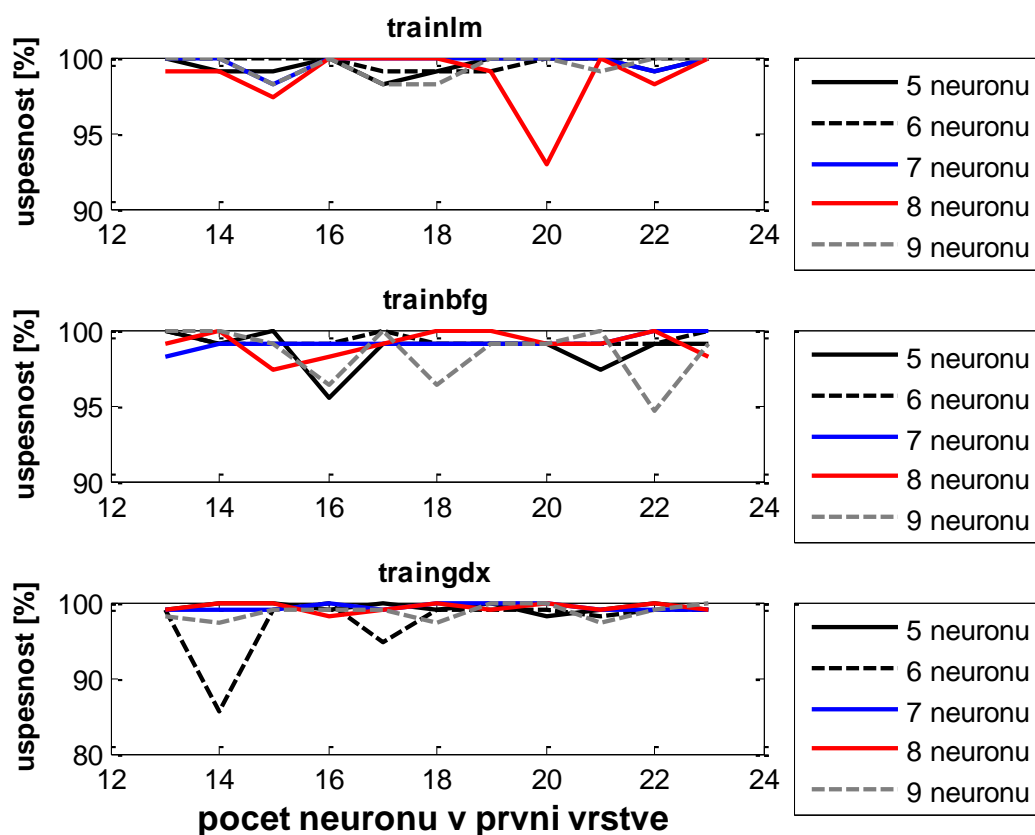 trainlm
uspesnost [%]
100
95
90
12 14 16 18 20 22 24
5 neuronu
6 neuronu
7 neuronu
8 neuronu
9 neuronu
trainbfg
uspesnost [%]
100
95
90
12 14 16 18 20 22 24
5 neuronu
6 neuronu
7 neuronu
8 neuronu
9 neuronu
traingdx
uspesnost [%]
100
90
80
12 14 16 18 20 22 24
5 neuronu
6 neuronu
7 neuronu
8 neuronu
9 neuronu
pocet neuronu v prvni vrstve